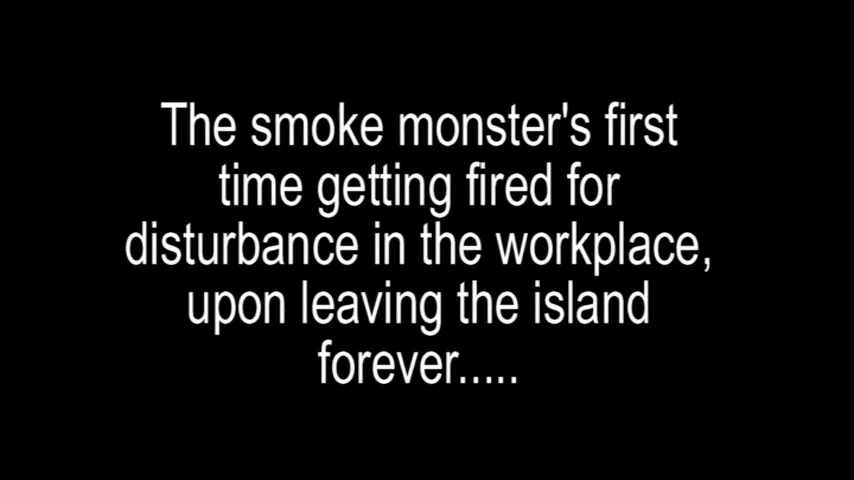 The smoke monster's first
time getting fired for
disturbance in the workplace,
upon leaving the island
forever.....